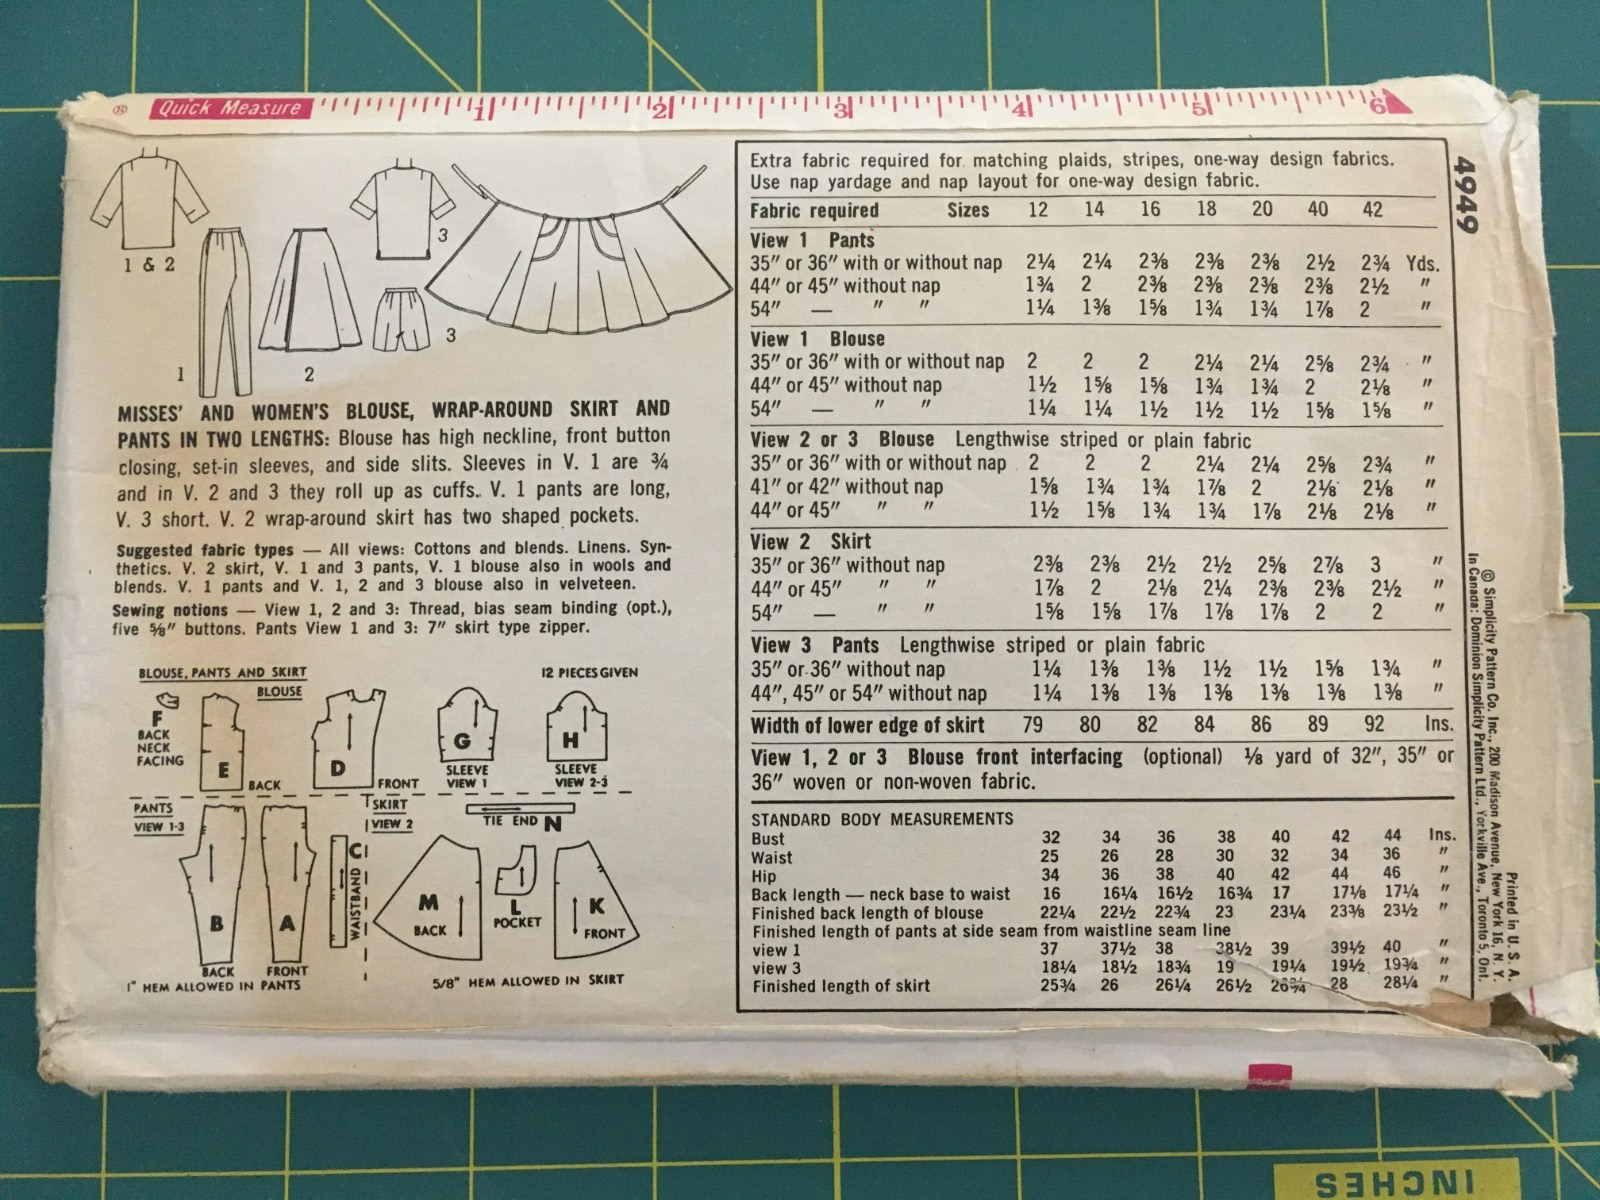 ® Quick Measure 1 2 3 4 5 6
1 & 2
3
3
1
2
MISSES' AND WOMEN'S BLOUSE, WRAP-AROUND SKIRT AND
PANTS IN TWO LENGTHS: Blouse has high neckline, front button
closing, set-in sleeves, and side slits. Sleeves in V. 1 are ¾
and in V. 2 and 3 they roll up as cuffs. V. 1 pants are long,
V. 3 short. V. 2 wrap-around skirt has two shaped pockets.
Suggested fabric types — All views: Cottons and blends. Linens. Syn-
thetics. V. 2 skirt, V. 1 and 3 pants, V. 1 blouse also in wools and
blends. V. 1 pants and V. 1, 2 and 3 blouse also in velveteen.
Sewing notions — View 1, 2 and 3: Thread, bias seam binding (opt.),
five ⅝" buttons. Pants View 1 and 3: 7" skirt type zipper.
BLOUSE, PANTS AND SKIRT
12 PIECES GIVEN
BLOUSE
F
BACK
NECK
FACING
E
BACK
D
FRONT
G
SLEEVE
VIEW 1
H
SLEEVE
VIEW 2-3
PANTS
VIEW 1-3
SKIRT
VIEW 2
TIE END N
B
BACK
A
FRONT
C
WAISTBAND
M
BACK
L
POCKET
K
FRONT
1" HEM ALLOWED IN PANTS
5/8" HEM ALLOWED IN SKIRT
Extra fabric required for matching plaids, stripes, one-way design fabrics.
Use nap yardage and nap layout for one-way design fabric.
Fabric required Sizes 12 14 16 18 20 40 42
View 1 Pants
35" or 36" with or without nap 2¼ 2¼ 2⅜ 2⅜ 2⅜ 2½ 2¾ Yds.
44" or 45" without nap 1¾ 2 2⅜ 2⅜ 2⅜ 2⅜ 2½ "
54" — " " 1¼ 1⅜ 1⅝ 1¾ 1¾ 1⅞ 2 "
View 1 Blouse
35" or 36" with or without nap 2 2 2 2¼ 2¼ 2⅝ 2¾ "
44" or 45" without nap 1½ 1⅝ 1⅝ 1¾ 1¾ 2 2⅛ "
54" — " " 1¼ 1¼ 1½ 1½ 1½ 1⅝ 1⅝ "
View 2 or 3 Blouse Lengthwise striped or plain fabric
35" or 36" with or without nap 2 2 2 2¼ 2¼ 2⅝ 2¾ "
41" or 42" without nap 1⅝ 1¾ 1¾ 1⅞ 2 2⅛ 2⅛ "
44" or 45" " " 1½ 1⅝ 1¾ 1¾ 1⅞ 2⅛ 2⅛ "
View 2 Skirt
35" or 36" without nap 2⅜ 2⅜ 2½ 2½ 2⅝ 2⅞ 3 "
44" or 45" " " 1⅞ 2 2⅛ 2¼ 2⅜ 2⅜ 2½ "
54" — " " 1⅝ 1⅝ 1⅞ 1⅞ 1⅞ 2 2 "
View 3 Pants Lengthwise striped or plain fabric
35" or 36" without nap 1¼ 1⅜ 1⅜ 1½ 1½ 1⅝ 1¾ "
44", 45" or 54" without nap 1¼ 1⅜ 1⅜ 1⅜ 1⅜ 1⅜ 1⅜ "
Width of lower edge of skirt 79 80 82 84 86 89 92 Ins.
View 1, 2 or 3 Blouse front interfacing (optional) ⅛ yard of 32", 35" or
36" woven or non-woven fabric.
STANDARD BODY MEASUREMENTS
Bust 32 34 36 38 40 42 44 Ins.
Waist 25 26 28 30 32 34 36 "
Hip 34 36 38 40 42 44 46 "
Back length — neck base to waist 16 16¼ 16½ 16¾ 17 17⅛ 17¼ "
Finished back length of blouse 22¼ 22½ 22¾ 23 23¼ 23⅜ 23½ "
Finished length of pants at side seam from waistline seam line
view 1 37 37½ 38 38½ 39 39½ 40 "
view 3 18¼ 18½ 18¾ 19 19¼ 19½ 19¾ "
Finished length of skirt 25¾ 26 26¼ 26½ 26¾ 28 28¼ "
4949
© Simplicity Pattern Co. Inc., 200 Madison Avenue, New York 16, N. Y.
In Canada: Dominion Simplicity Pattern Ltd., Yorkville Ave., Toronto 5, Ont.
Printed in U. S. A.
INCHES